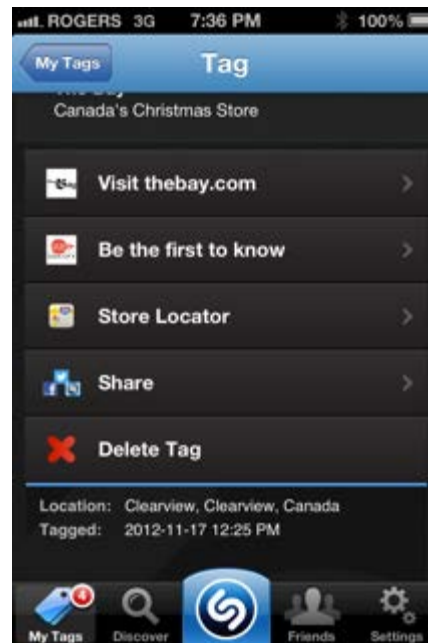 ROGERS 3G 7:36 PM 100%
My Tags Tag
Canada's Christmas Store
Visit thebay.com
Be the first to know
Store Locator
Share
Delete Tag
Location: Clearview, Clearview, Canada
Tagged: 2012-11-17 12:25 PM
4
My Tags Discover Friends Settings